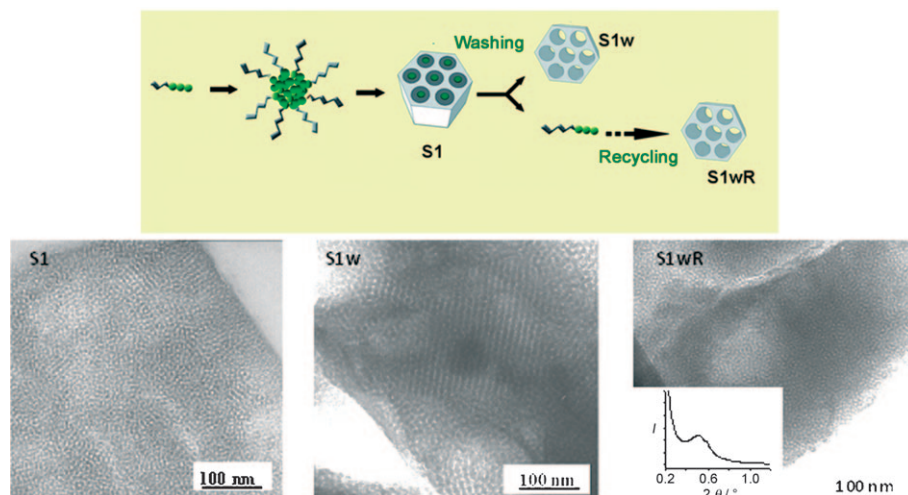 Washing
S1w
S1
Recycling
S1wR
S1
S1w
S1wR
100 nm
100 nm
100 nm
I
0.2 0.6 1.0
2 θ / °